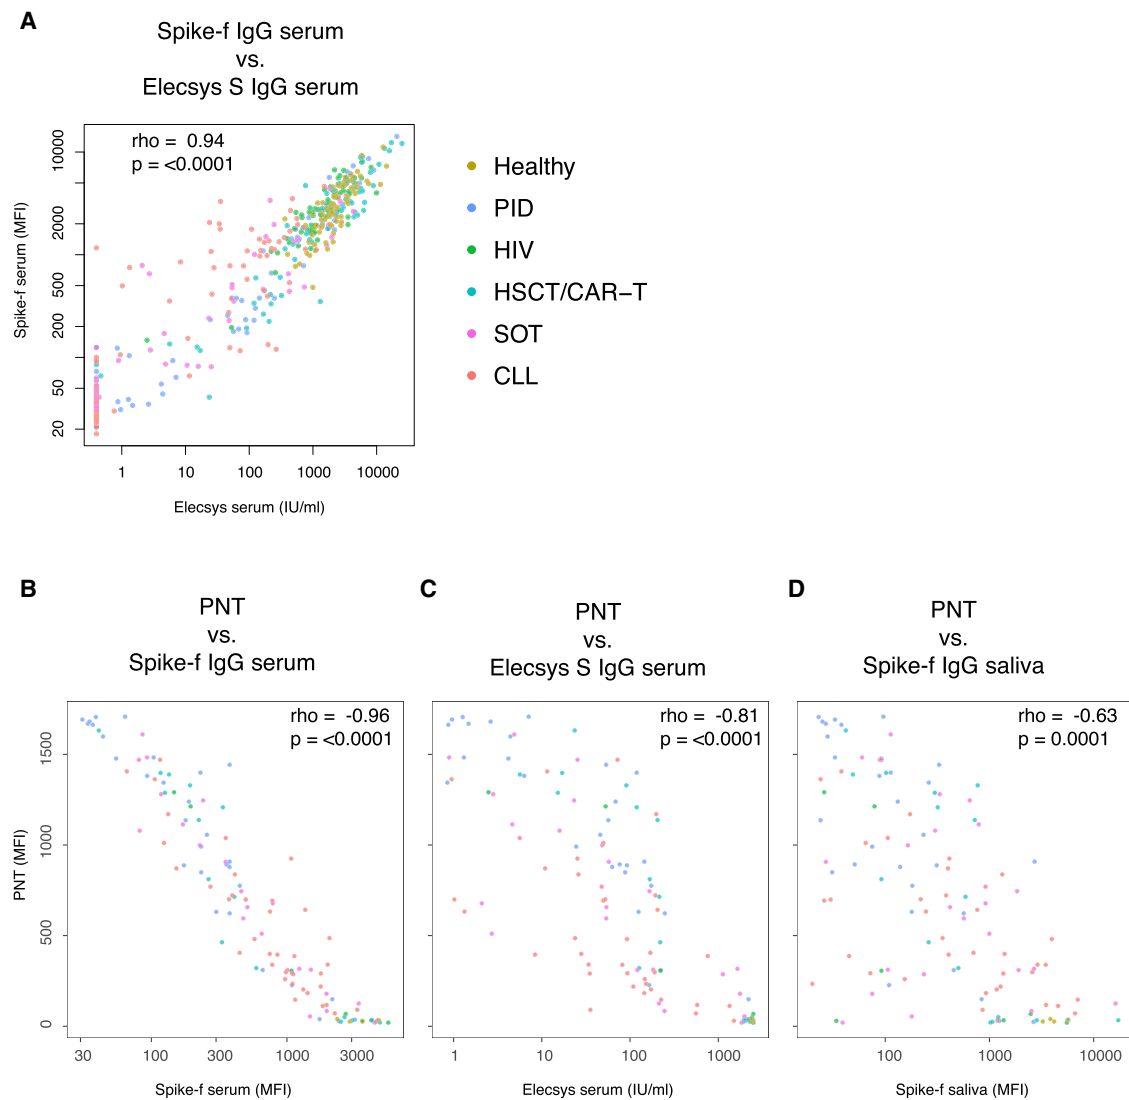 A
Spike-f IgG serum
vs.
Elecsys S IgG serum
rho = 0.94
p = <0.0001
Spike-f serum (MFI)
10000
2000
500
200
50
20
1 10 100 1000 10000
Elecsys serum (IU/ml)
Healthy
PID
HIV
HSCT/CAR−T
SOT
CLL
B
PNT
vs.
Spike-f IgG serum
rho = -0.96
p = <0.0001
PNT (MFI)
1500
1000
500
0
30 100 300 1000 3000
Spike-f serum (MFI)
C
PNT
vs.
Elecsys S IgG serum
rho = -0.81
p = <0.0001
1 10 100 1000
Elecsys serum (IU/ml)
D
PNT
vs.
Spike-f IgG saliva
rho = -0.63
p = 0.0001
100 1000 10000
Spike-f saliva (MFI)